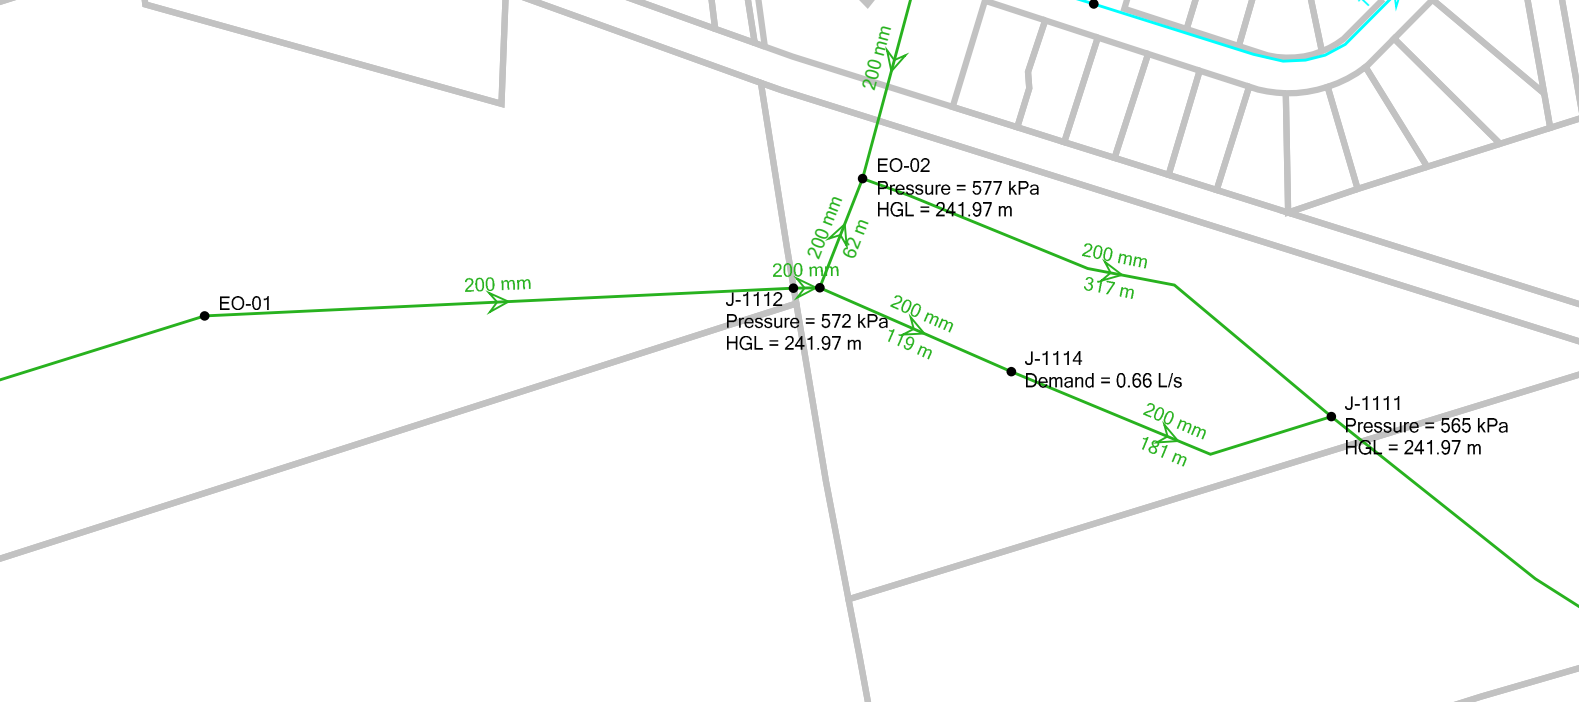 200 mm
EO-02
Pressure = 577 kPa
HGL = 241.97 m
200 mm
62 m
200 mm
317 m
200 mm
EO-01
200 mm
J-1112
Pressure = 572 kPa
HGL = 241.97 m
200 mm
119 m
J-1114
Demand = 0.66 L/s
200 mm
181 m
J-1111
Pressure = 565 kPa
HGL = 241.97 m